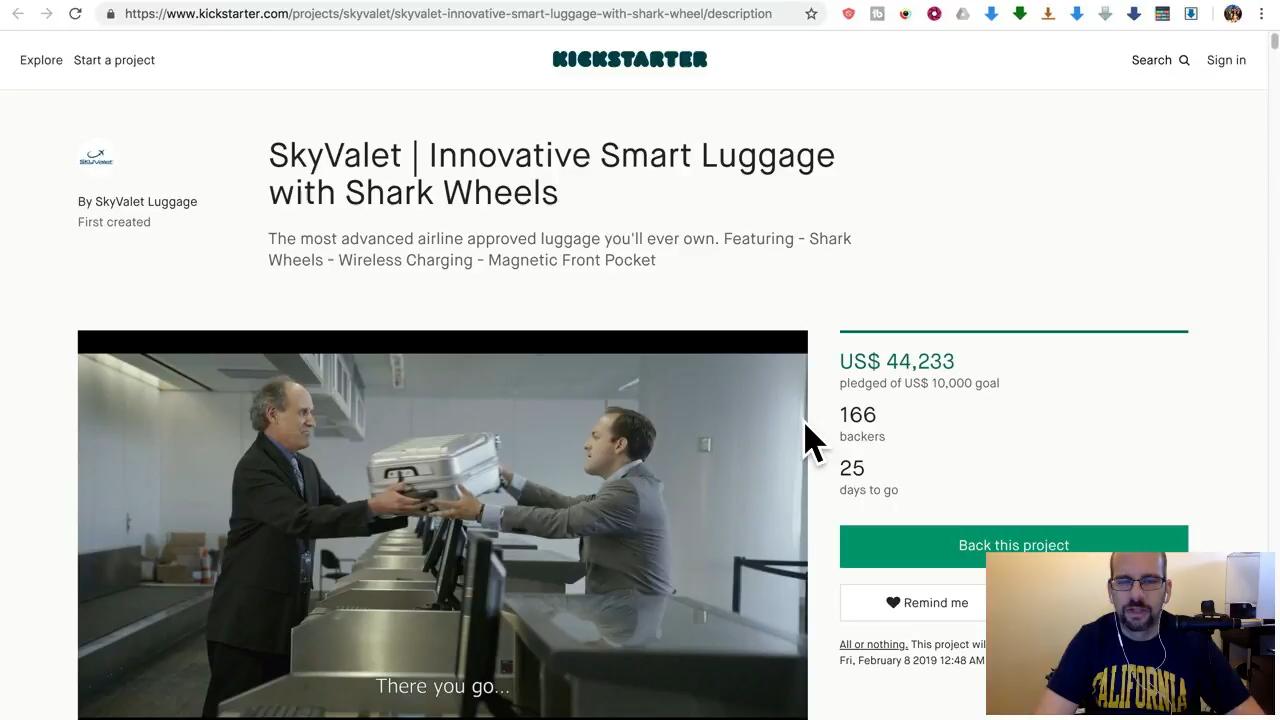 https://www.kickstarter.com/projects/skyvalet/skyvalet-innovative-smart-luggage-with-shark-wheel/description
Explore
Start a project
KICKSTARTER
Search
Sign in
SkyValet
By SkyValet Luggage
First created
SkyValet | Innovative Smart Luggage
with Shark Wheels
The most advanced airline approved luggage you'll ever own. Featuring - Shark
Wheels - Wireless Charging - Magnetic Front Pocket
US$ 44,233
pledged of US$ 10,000 goal
166
backers
25
days to go
Back this project
Remind me
All or nothing. This project wil
Fri, February 8 2019 12:48 AM
There you go...
CALIFORNIA